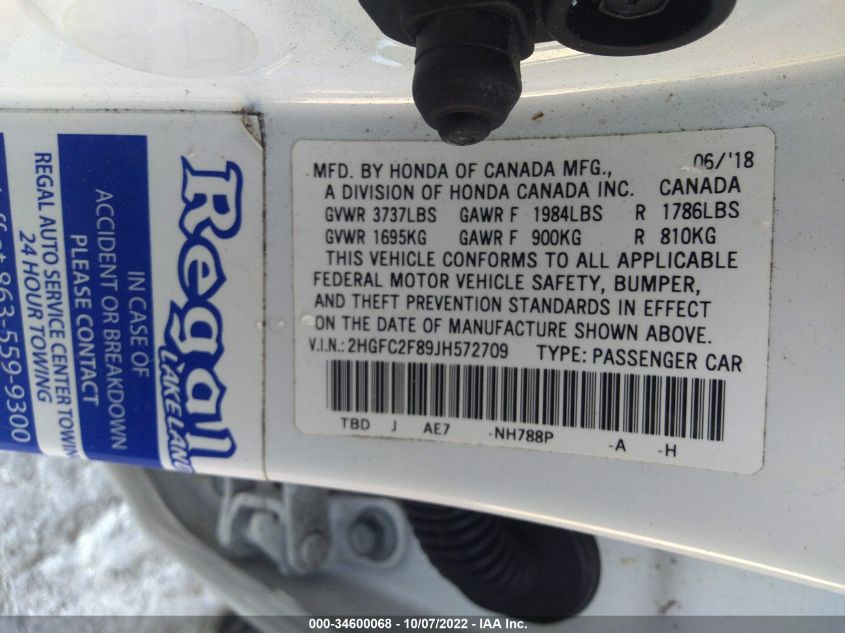 MFD. BY HONDA OF CANADA MFG., 06/'18
A DIVISION OF HONDA CANADA INC. CANADA
GVWR 3737LBS GAWR F 1984LBS R 1786LBS
GVWR 1695KG GAWR F 900KG R 810KG
THIS VEHICLE CONFORMS TO ALL APPLICABLE
FEDERAL MOTOR VEHICLE SAFETY, BUMPER,
AND THEFT PREVENTION STANDARDS IN EFFECT
ON THE DATE OF MANUFACTURE SHOWN ABOVE.
V.I.N.: 2HGFC2F89JH572709 TYPE: PASSENGER CAR
TBD J AE7 -NH788P -A -H
Regal
LAKELAND
IN CASE OF
ACCIDENT OR BREAKDOWN
PLEASE CONTACT
REGAL AUTO SERVICE CENTER TOWING
24 HOUR TOWING
863-559-9300
000-34600068 - 10/07/2022 - IAA Inc.